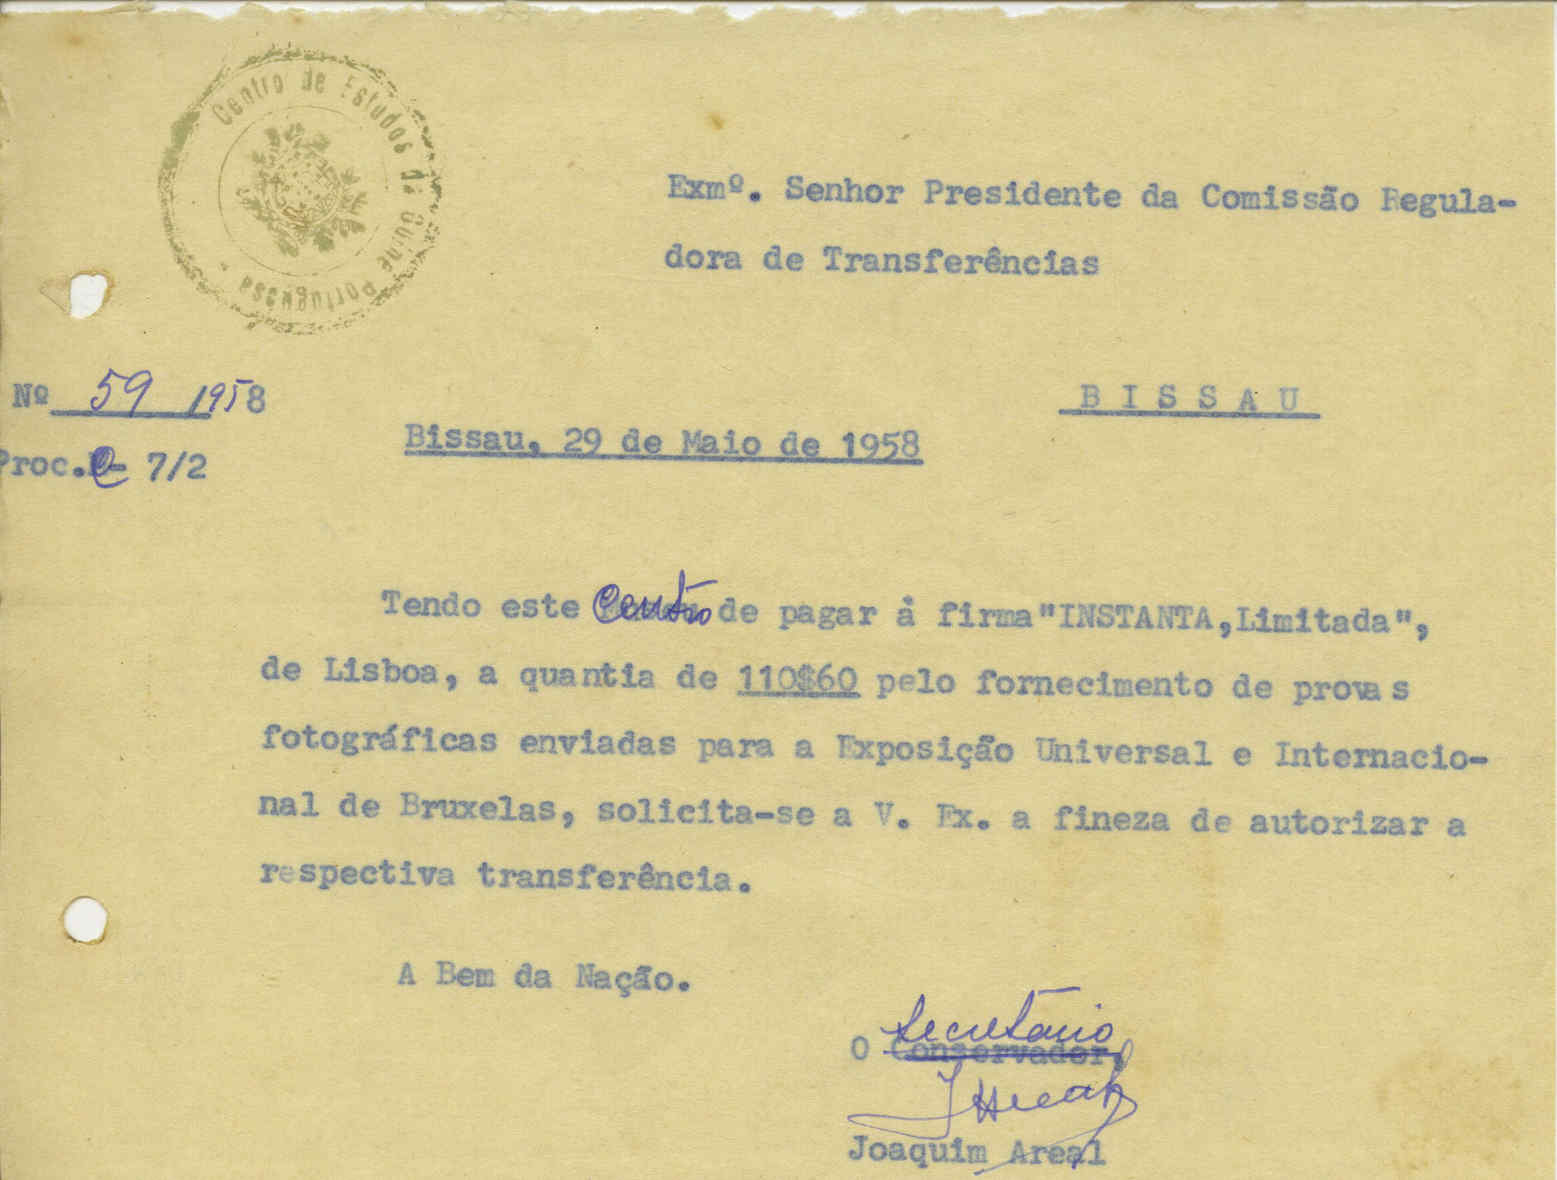 Centro de Estudos da Guiné Portuguesa
Exmº. Senhor Presidente da Comissão Regula-
dora de Transferências
Nº 59 /1958
BISSAU
Bissau, 29 de Maio de 1958
Proc. C- 7/2
Tendo este Centro de pagar à firma "INSTANTA, Limitada",
de Lisboa, a quantia de 110$60 pelo fornecimento de provas
fotográficas enviadas para a Exposição Universal e Internacio-
nal de Bruxelas, solicita-se a V. Ex. a fineza de autorizar a
respectiva transferência.
A Bem da Nação.
Secretário
O Conservador,
JAreal
Joaquim Areal